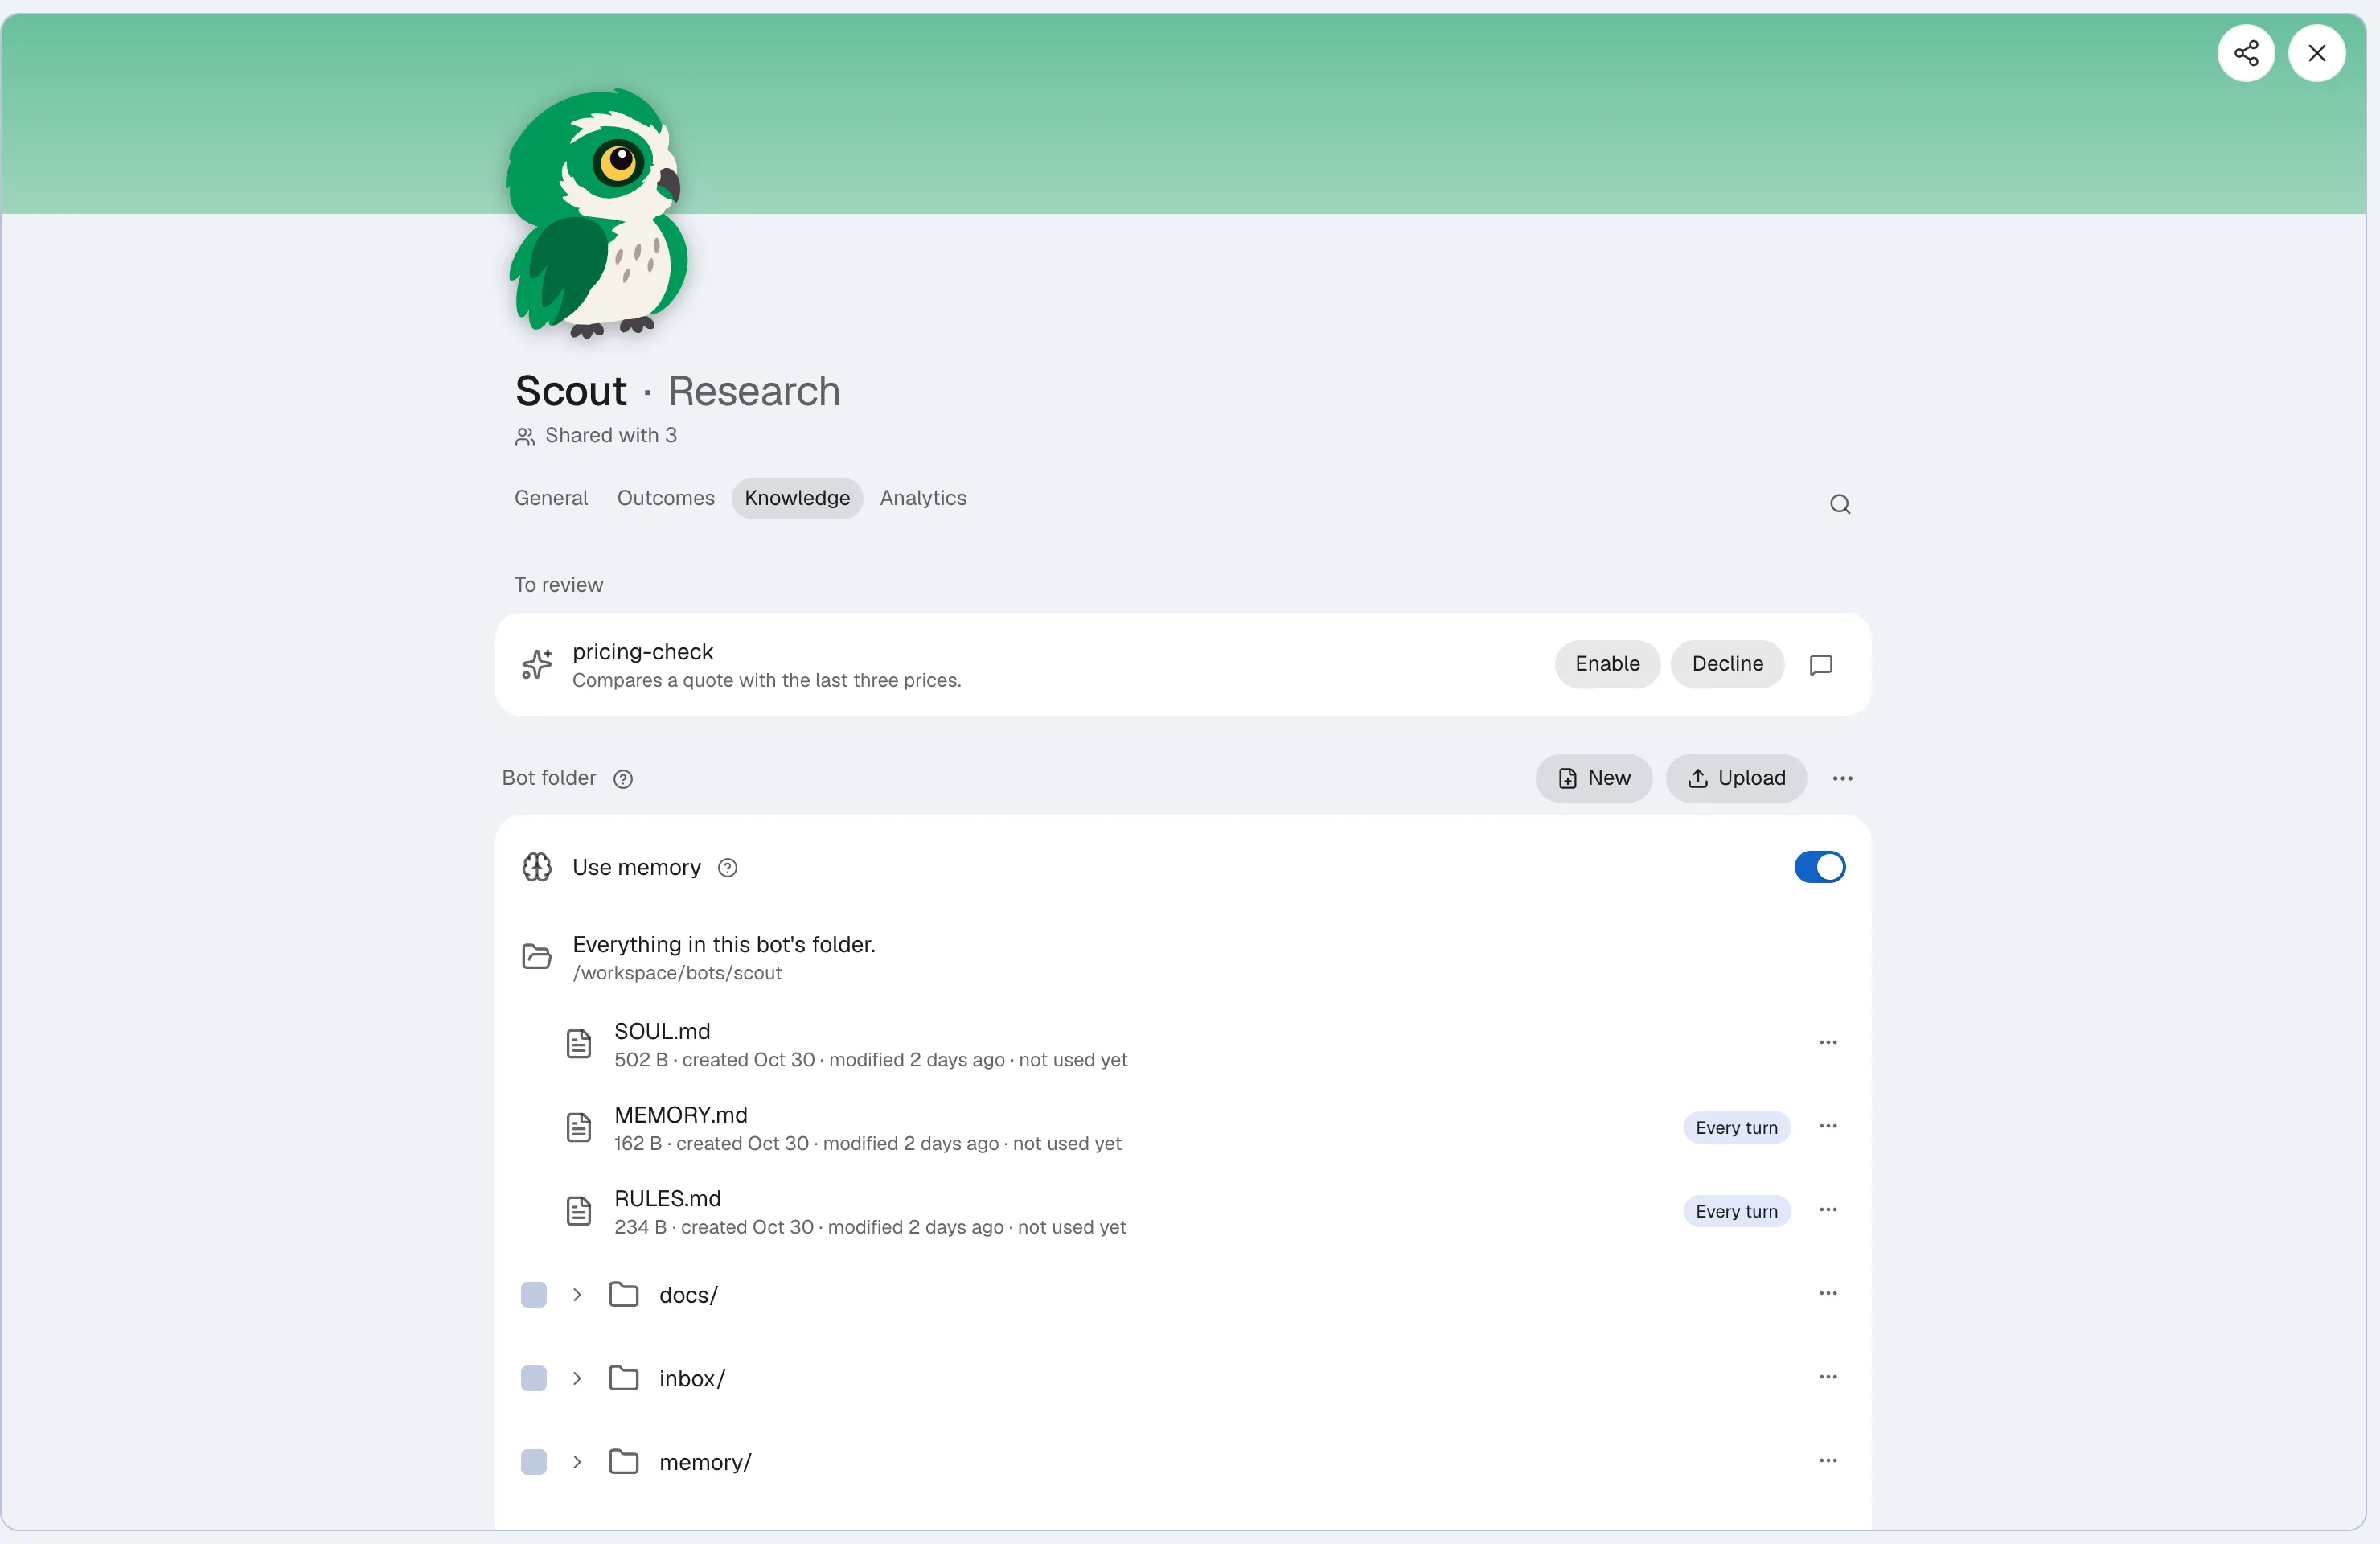 Scout · Research
Shared with 3
General Outcomes Knowledge Analytics
To review
pricing-check
Compares a quote with the last three prices.
Enable Decline
Bot folder
New Upload
Use memory
Everything in this bot's folder.
/workspace/bots/scout
SOUL.md
502 B · created Oct 30 · modified 2 days ago · not used yet
MEMORY.md
162 B · created Oct 30 · modified 2 days ago · not used yet
Every turn
RULES.md
234 B · created Oct 30 · modified 2 days ago · not used yet
Every turn
docs/
inbox/
memory/